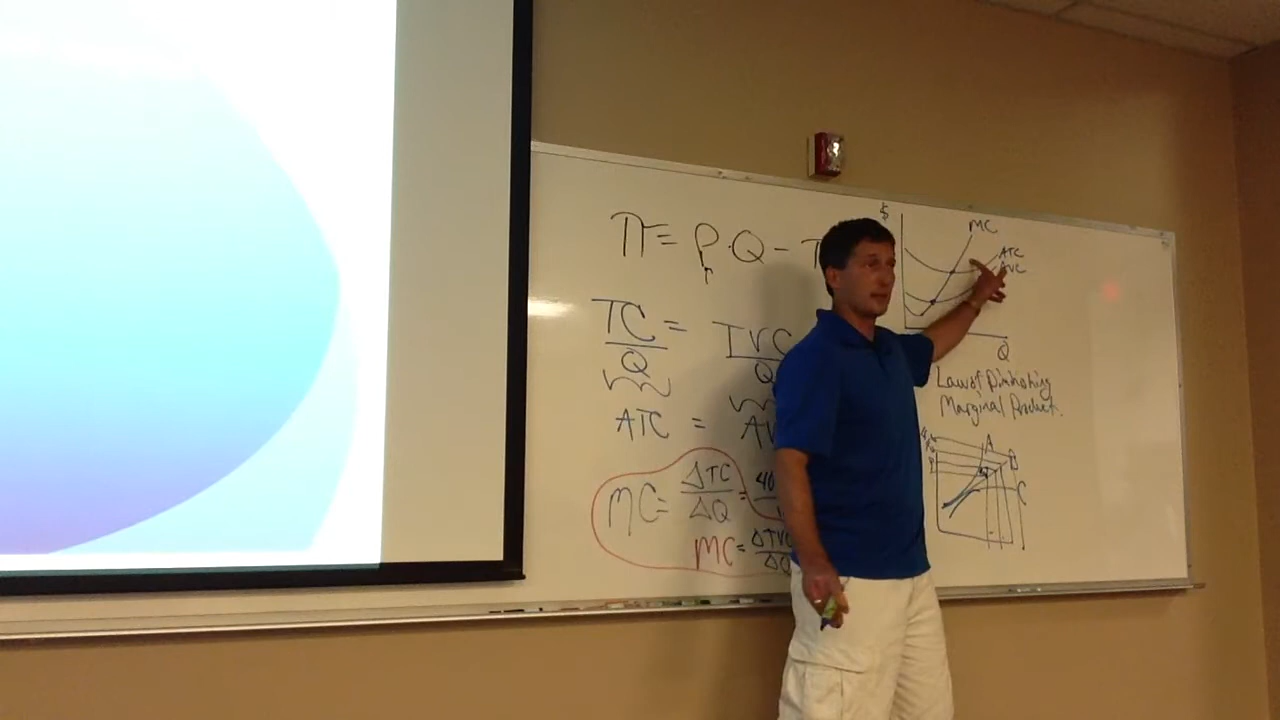 π = P · Q - T
TC/Q = TVC/Q
ATC = AV
MC = ΔTC/ΔQ = 40
MC = ΔTVC/ΔQ
$
MC
ATC
AVC
Q
Law of Diminishing
Marginal Product.
A
B
C